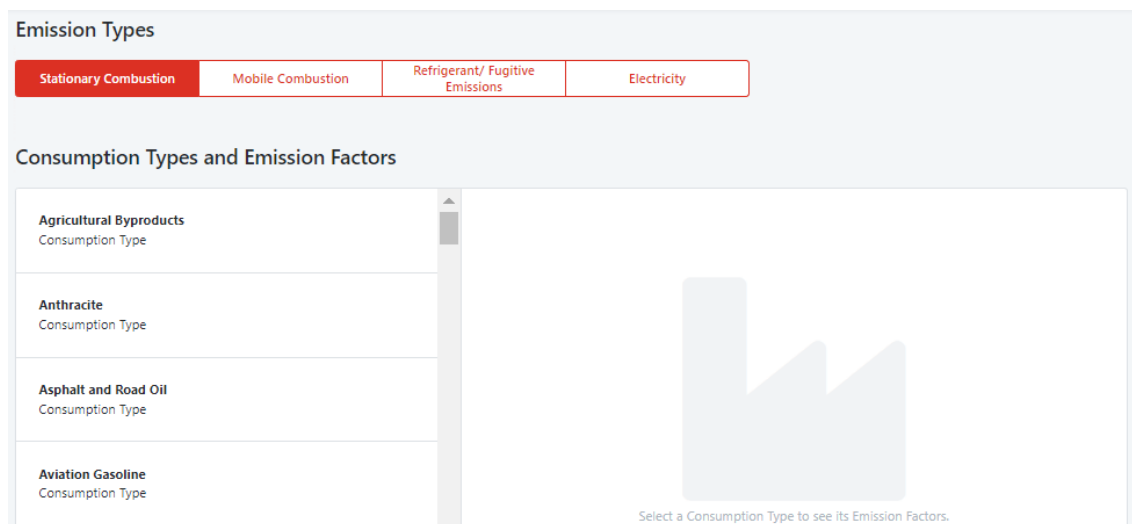 Emission Types
Stationary Combustion
Mobile Combustion
Refrigerant/ Fugitive
Emissions
Electricity
Consumption Types and Emission Factors
Agricultural Byproducts
Consumption Type
Anthracite
Consumption Type
Asphalt and Road Oil
Consumption Type
Aviation Gasoline
Consumption Type
Select a Consumption Type to see its Emission Factors.